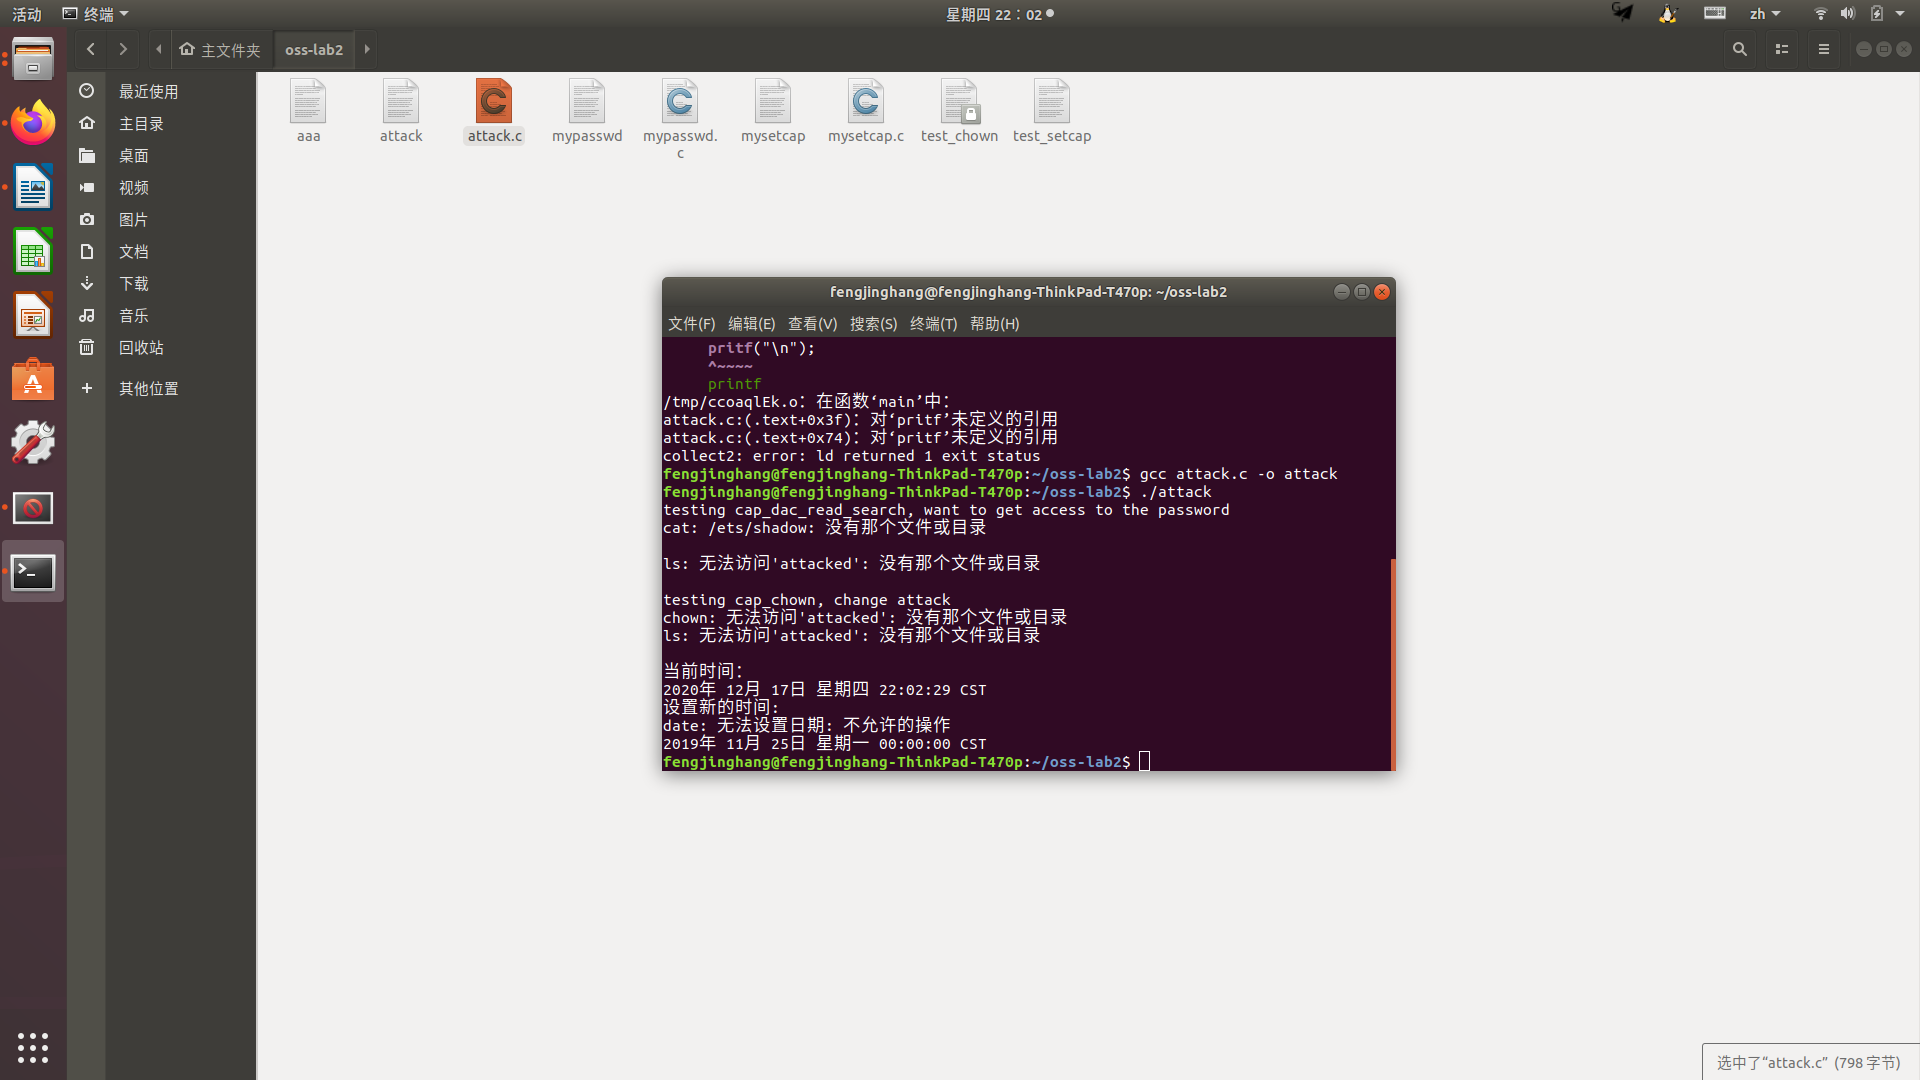 活动 终端 星期四 22：02 zh
主文件夹 oss-lab2
最近使用
主目录
桌面
视频
图片
文档
下载
音乐
回收站
其他位置
aaa attack attack.c mypasswd mypasswd. mysetcap mysetcap.c test_chown test_setcap
c
fengjinghang@fengjinghang-ThinkPad-T470p: ~/oss-lab2
文件(F) 编辑(E) 查看(V) 搜索(S) 终端(T) 帮助(H)
pritf("\n");
^~~~~
printf
/tmp/ccoaqlEk.o：在函数‘main’中：
attack.c:(.text+0x3f)：对‘pritf’未定义的引用
attack.c:(.text+0x74)：对‘pritf’未定义的引用
collect2: error: ld returned 1 exit status
fengjinghang@fengjinghang-ThinkPad-T470p:~/oss-lab2$ gcc attack.c -o attack
fengjinghang@fengjinghang-ThinkPad-T470p:~/oss-lab2$ ./attack
testing cap_dac_read_search, want to get access to the password
cat: /ets/shadow: 没有那个文件或目录
ls: 无法访问'attacked': 没有那个文件或目录
testing cap_chown, change attack
chown: 无法访问'attacked': 没有那个文件或目录
ls: 无法访问'attacked': 没有那个文件或目录
当前时间：
2020年 12月 17日 星期四 22:02:29 CST
设置新的时间:
date: 无法设置日期: 不允许的操作
2019年 11月 25日 星期一 00:00:00 CST
fengjinghang@fengjinghang-ThinkPad-T470p:~/oss-lab2$
选中了“attack.c” (798 字节)